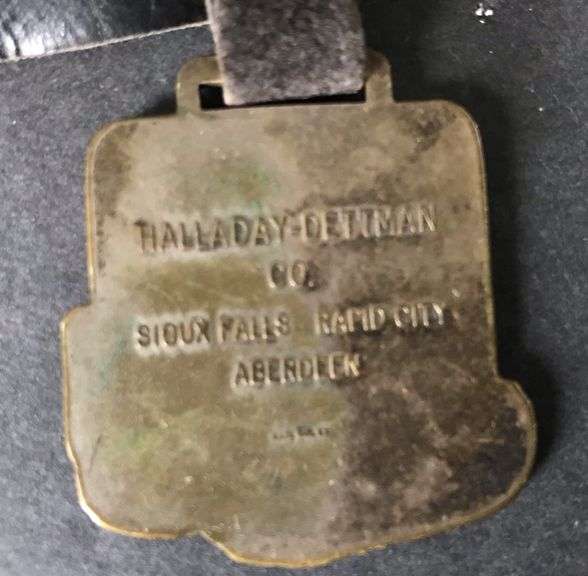 HALLADAY-DETTMAN
CO.
SIOUX FALLS RAPID CITY
ABERDEEN